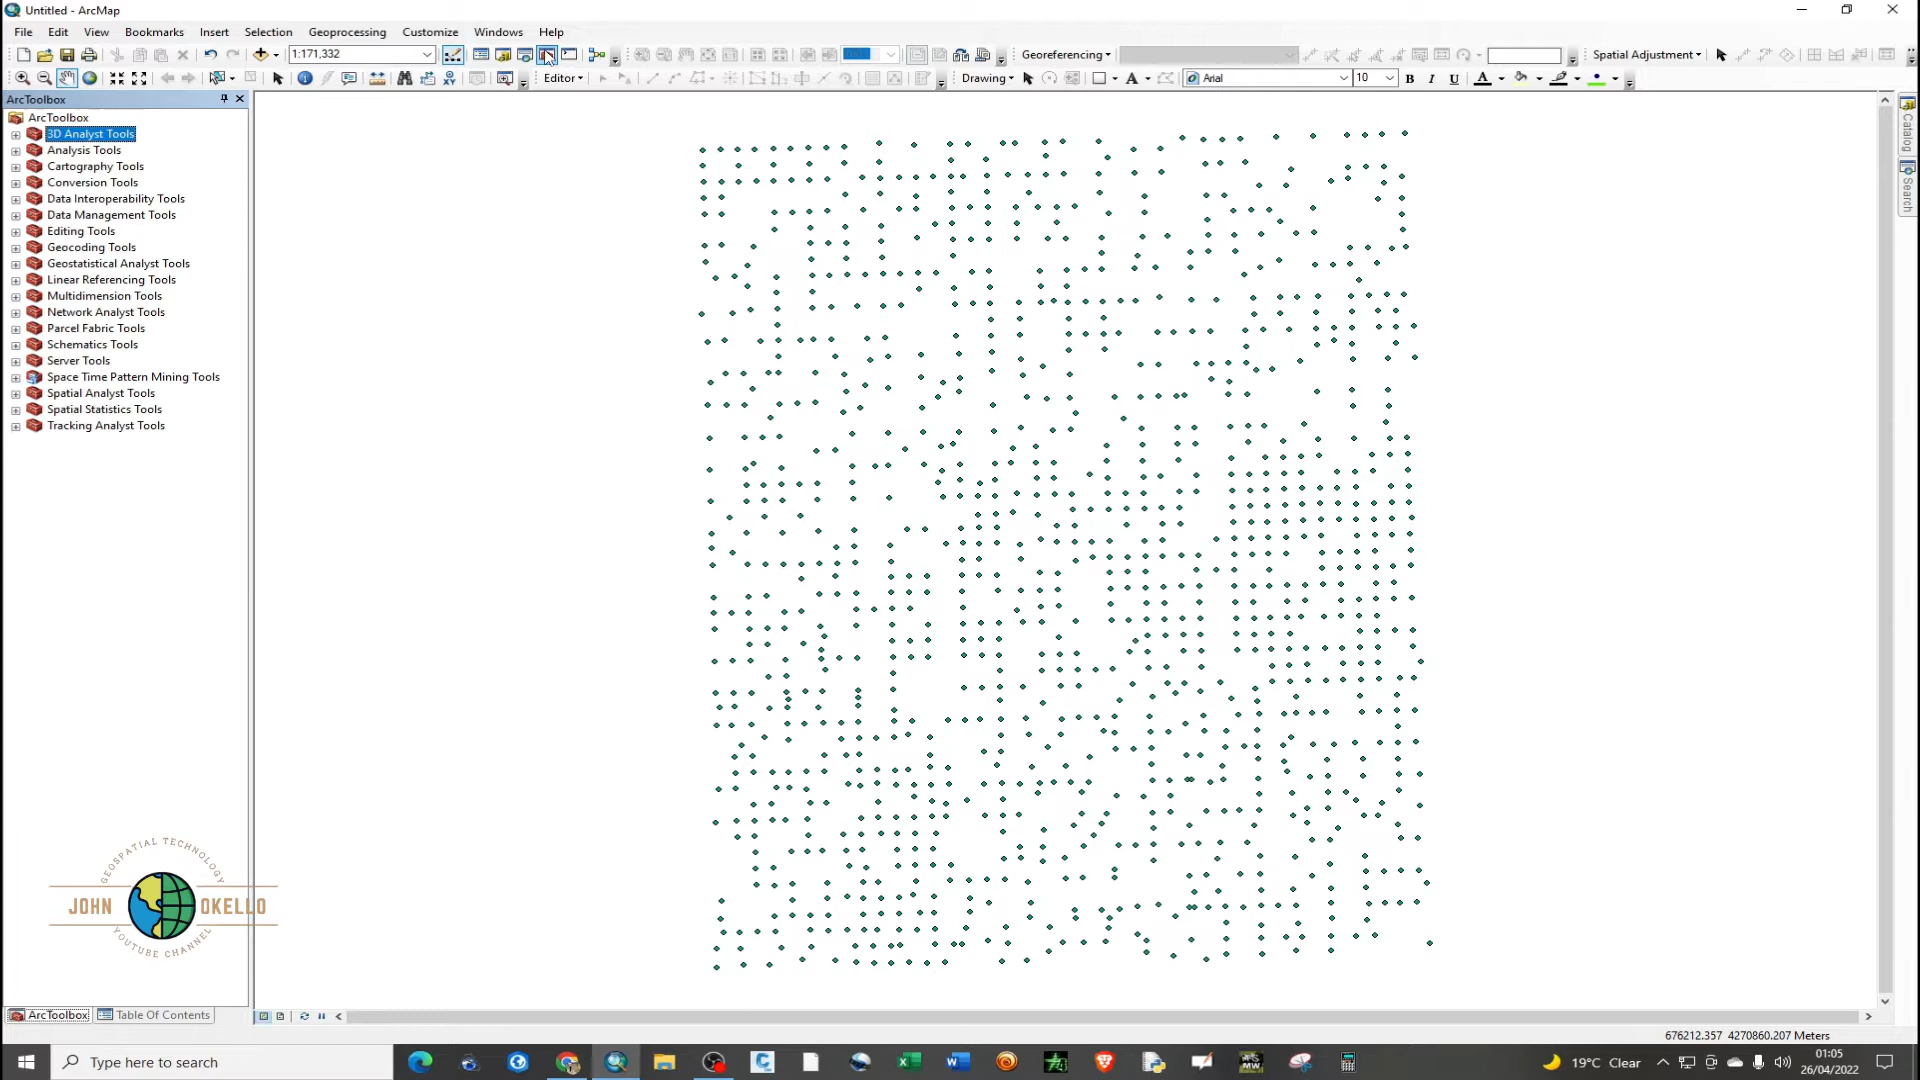 Untitled - ArcMap
File Edit View Bookmarks Insert Selection Geoprocessing Customize Windows Help
1:171,332 Georeferencing Spatial Adjustment
Editor Drawing A Arial 10 B I U A
ArcToolbox
ArcToolbox
3D Analyst Tools
Analysis Tools
Cartography Tools
Conversion Tools
Data Interoperability Tools
Data Management Tools
Editing Tools
Geocoding Tools
Geostatistical Analyst Tools
Linear Referencing Tools
Multidimension Tools
Network Analyst Tools
Parcel Fabric Tools
Schematics Tools
Server Tools
Space Time Pattern Mining Tools
Spatial Analyst Tools
Spatial Statistics Tools
Tracking Analyst Tools
Catalog
Search
GEOSPATIAL TECHNOLOGY
JOHN OKELLO
YOUTUBE CHANNEL
ArcToolbox Table Of Contents
676212.357 4270860.207 Meters
Type here to search
19°C Clear
01:05
26/04/2022